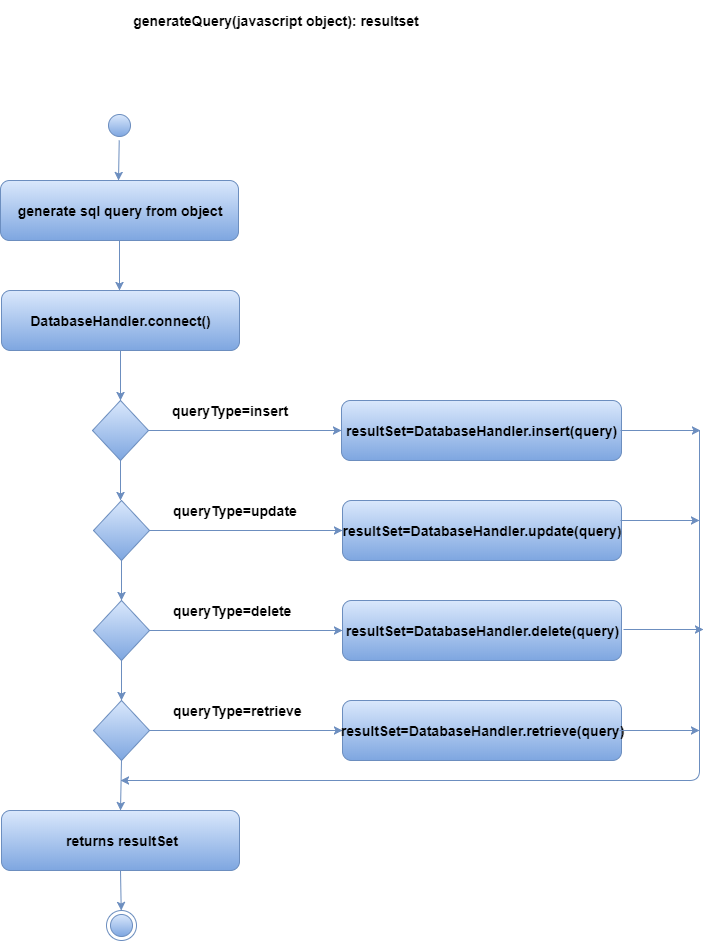 generateQuery(javascript object): resultset
generate sql query from object
DatabaseHandler.connect()
queryType=insert
resultSet=DatabaseHandler.insert(query)
queryType=update
resultSet=DatabaseHandler.update(query)
queryType=delete
resultSet=DatabaseHandler.delete(query)
queryType=retrieve
resultSet=DatabaseHandler.retrieve(query)
returns resultSet